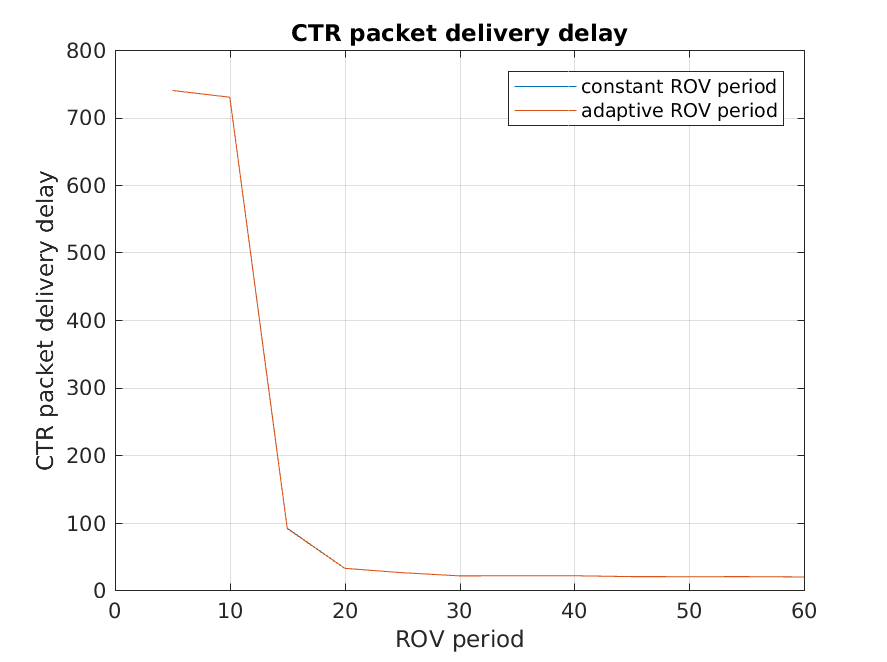 CTR packet delivery delay
constant ROV period
adaptive ROV period
CTR packet delivery delay
800
700
600
500
400
300
200
100
0
0 10 20 30 40 50 60
ROV period